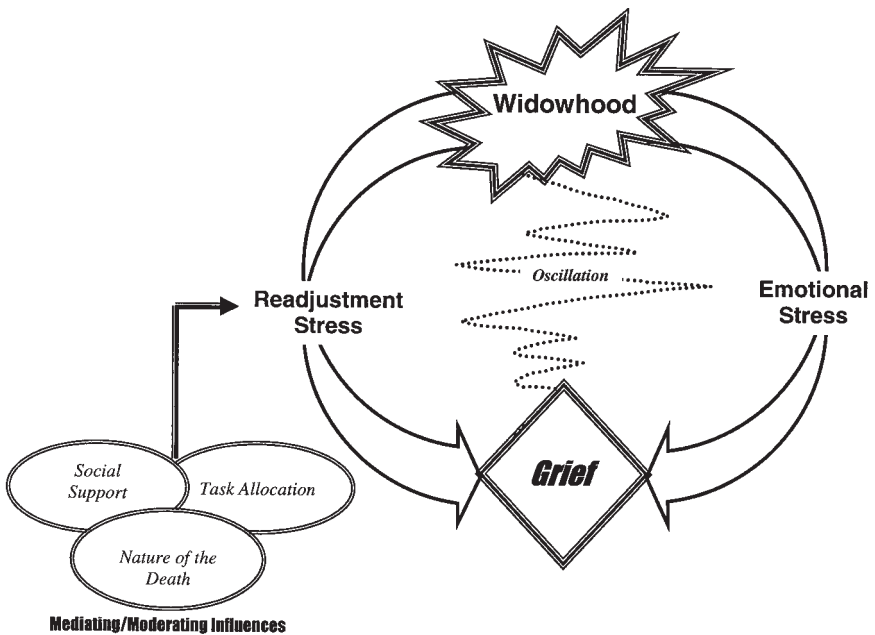 Widowhood
Oscillation
Readjustment
Stress
Emotional
Stress
Social
Support
Task Allocation
Grief
Nature of the
Death
Mediating/Moderating Influences